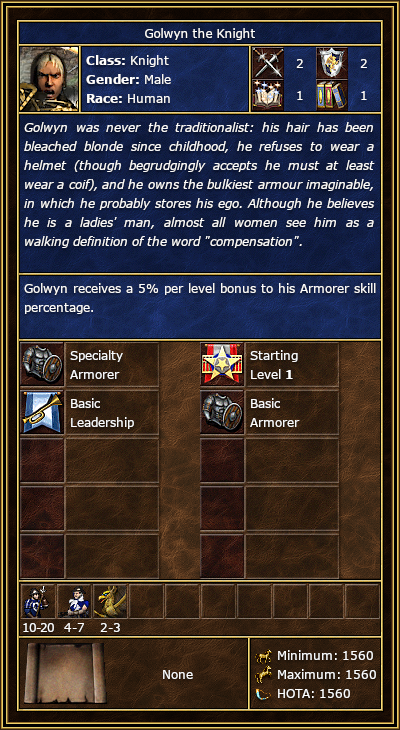 Golwyn the Knight
Class: Knight
Gender: Male
Race: Human
2 2
1 1
Golwyn was never the traditionalist: his hair has been
bleached blonde since childhood, he refuses to wear a
helmet (though begrudgingly accepts he must at least
wear a coif), and he owns the bulkiest armour imaginable,
in which he probably stores his ego. Although he believes
he is a ladies' man, almost all women see him as a
walking definition of the word "compensation".
Golwyn receives a 5% per level bonus to his Armorer skill
percentage.
Specialty
Armorer
Starting
Level 1
Basic
Leadership
Basic
Armorer
10-20 4-7 2-3
None
Minimum: 1560
Maximum: 1560
HOTA: 1560